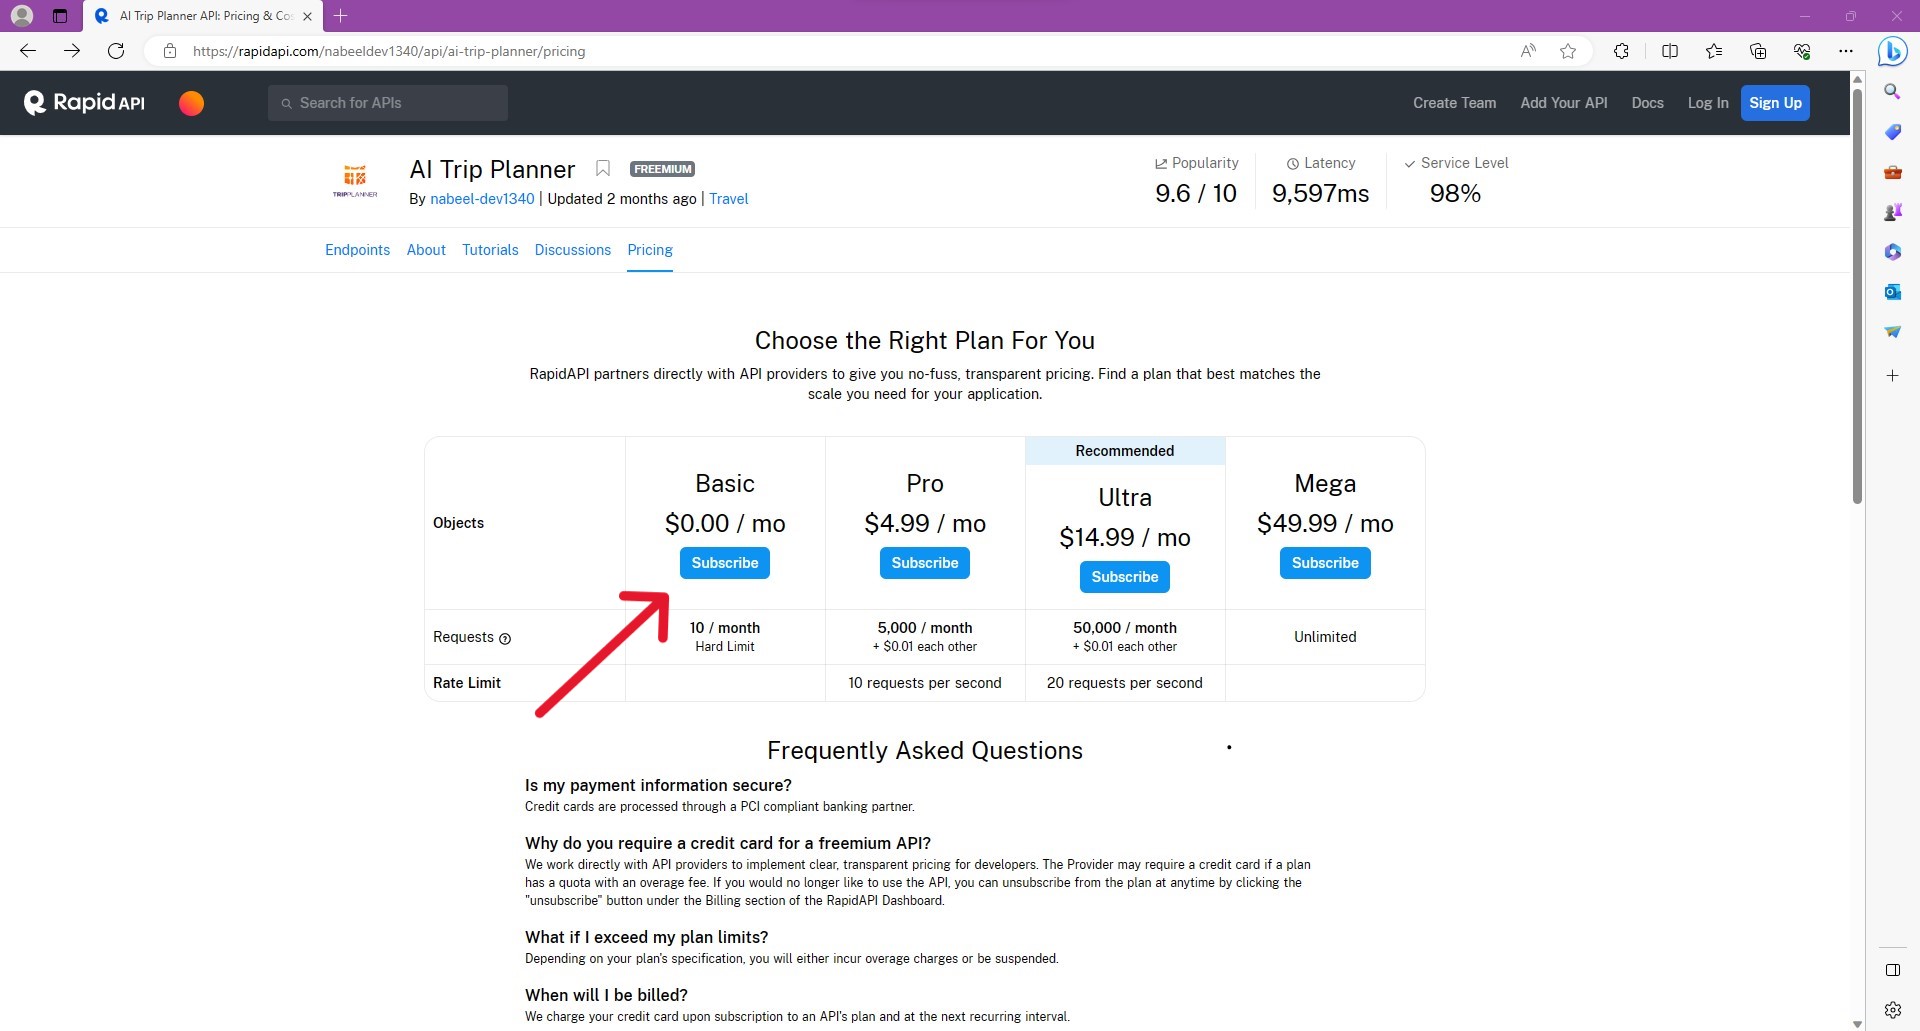 AI Trip Planner API: Pricing & Co
https://rapidapi.com/nabeeldev1340/api/ai-trip-planner/pricing
Rapid API
Search for APIs
Create Team
Add Your API
Docs
Log In
Sign Up
TRIPPLANNER
AI Trip Planner
FREEMIUM
By nabeel-dev1340 | Updated 2 months ago | Travel
Popularity
9.6 / 10
Latency
9,597ms
Service Level
98%
Endpoints
About
Tutorials
Discussions
Pricing
Choose the Right Plan For You
RapidAPI partners directly with API providers to give you no-fuss, transparent pricing. Find a plan that best matches the
scale you need for your application.
Objects
Basic
$0.00 / mo
Subscribe
Pro
$4.99 / mo
Subscribe
Recommended
Ultra
$14.99 / mo
Subscribe
Mega
$49.99 / mo
Subscribe
Requests
10 / month
Hard Limit
5,000 / month
+ $0.01 each other
50,000 / month
+ $0.01 each other
Unlimited
Rate Limit
10 requests per second
20 requests per second
Frequently Asked Questions
Is my payment information secure?
Credit cards are processed through a PCI compliant banking partner.
Why do you require a credit card for a freemium API?
We work directly with API providers to implement clear, transparent pricing for developers. The Provider may require a credit card if a plan
has a quota with an overage fee. If you would no longer like to use the API, you can unsubscribe from the plan at anytime by clicking the
"unsubscribe" button under the Billing section of the RapidAPI Dashboard.
What if I exceed my plan limits?
Depending on your plan's specification, you will either incur overage charges or be suspended.
When will I be billed?
We charge your credit card upon subscription to an API's plan and at the next recurring interval.